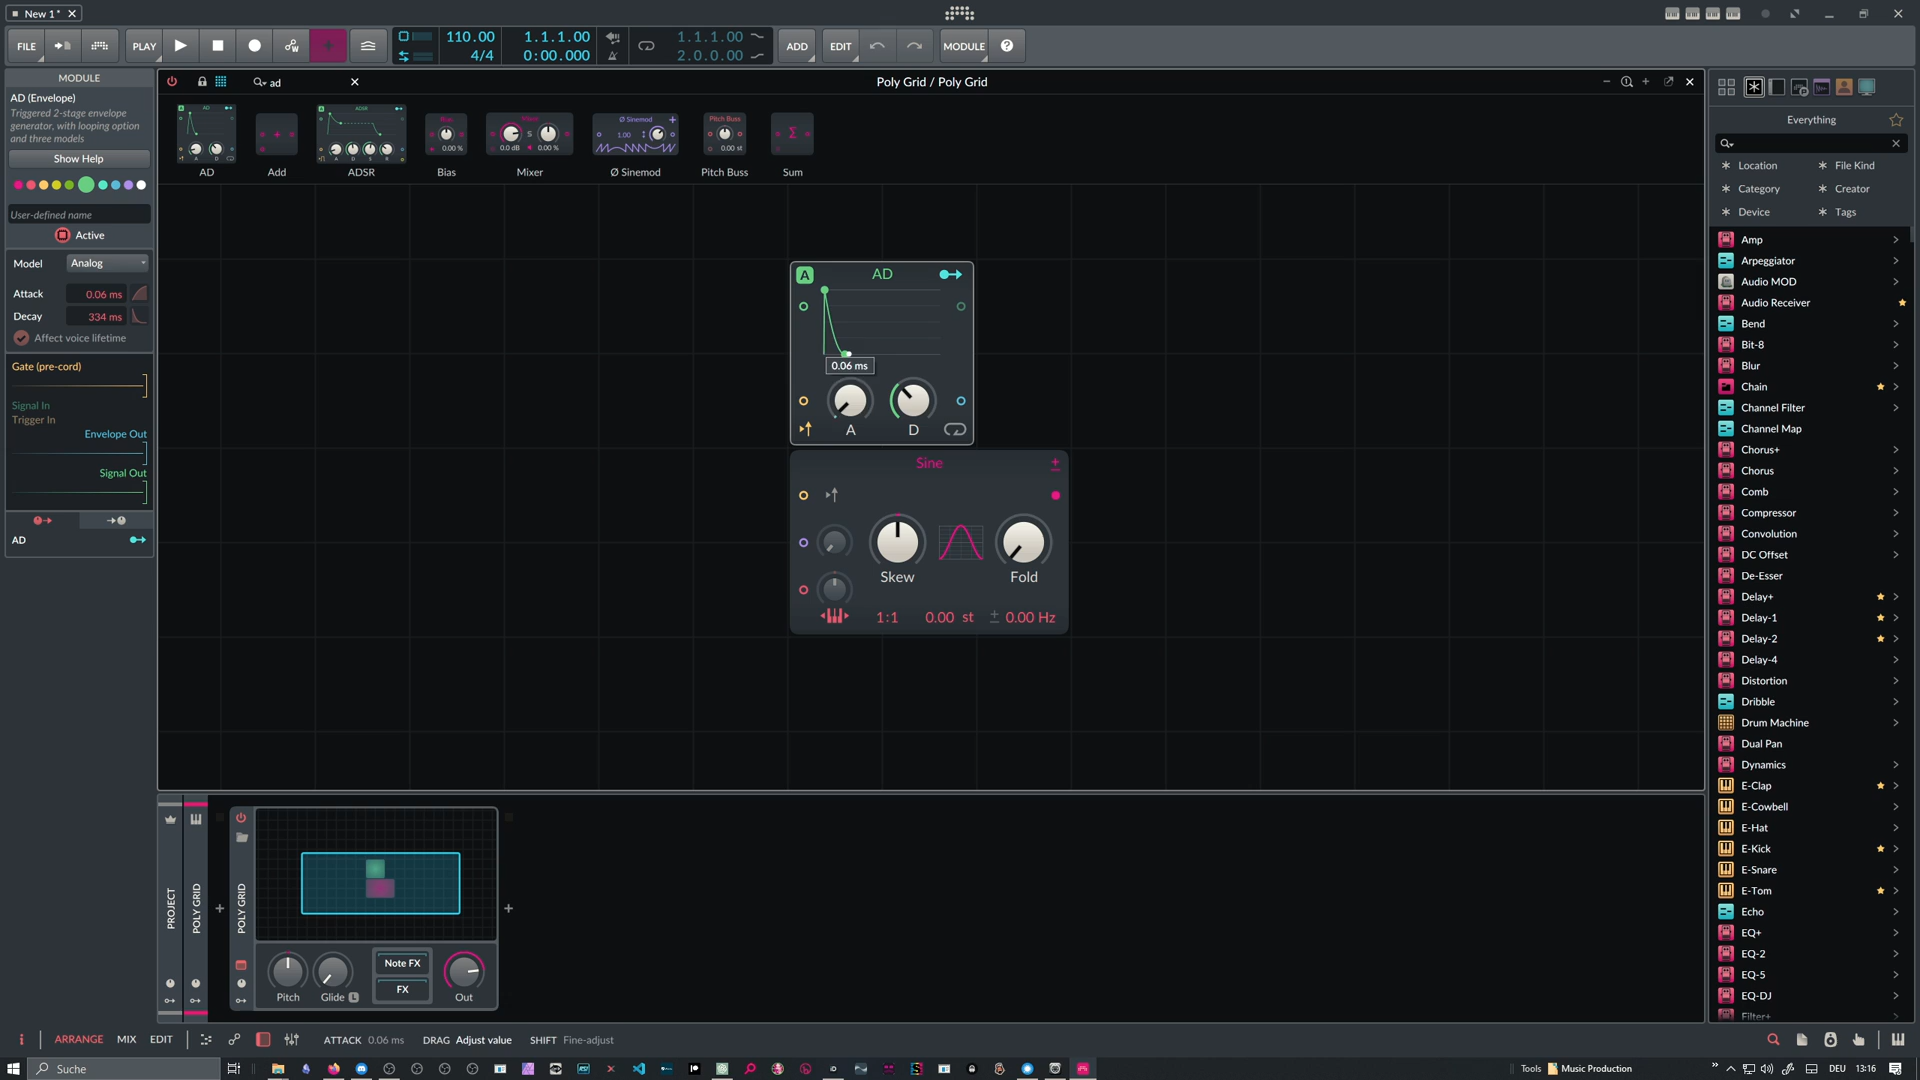 New 1 *
FILE
PLAY
110.00
4/4
1.1.1.00
0:00.000
1.1.1.00
2.0.0.00
ADD
EDIT
MODULE
MODULE
AD (Envelope)
Triggered 2-stage envelope
generator, with looping option
and three models
Show Help
User-defined name
Active
Model
Analog
Attack
0.06 ms
Decay
334 ms
Affect voice lifetime
Gate (pre-cord)
Signal In
Trigger In
Envelope Out
Signal Out
AD
ad
Poly Grid / Poly Grid
AD
Add
ADSR
Bias
Mixer
Ø Sinemod
Pitch Buss
Sum
A
AD
0.06 ms
A
D
Sine
Skew
Fold
1:1
0.00 st
0.00 Hz
PROJECT
POLY GRID
POLY GRID
Pitch
Glide
L
Note FX
FX
Out
Everything
Location
File Kind
Category
Creator
Device
Tags
Amp
Arpeggiator
Audio MOD
Audio Receiver
Bend
Bit-8
Blur
Chain
Channel Filter
Channel Map
Chorus+
Chorus
Comb
Compressor
Convolution
DC Offset
De-Esser
Delay+
Delay-1
Delay-2
Delay-4
Distortion
Dribble
Drum Machine
Dual Pan
Dynamics
E-Clap
E-Cowbell
E-Hat
E-Kick
E-Snare
E-Tom
Echo
EQ+
EQ-2
EQ-5
EQ-DJ
Filter+
ARRANGE
MIX
EDIT
ATTACK 0.06 ms
DRAG Adjust value
SHIFT Fine-adjust
Suche
Tools
Music Production
DEU
13:16